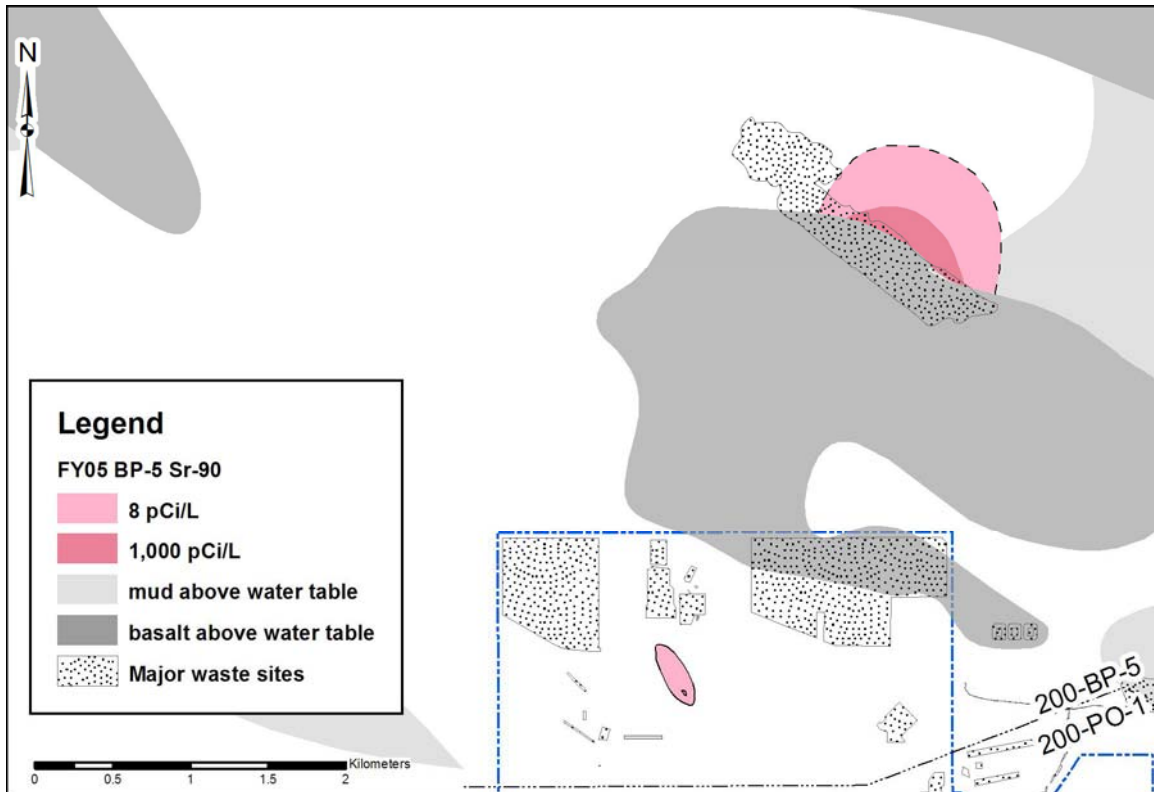 N
Legend
FY05 BP-5 Sr-90
8 pCi/L
1,000 pCi/L
mud above water table
basalt above water table
Major waste sites
Kilometers
0 0.5 1 1.5 2
200-BP-5
200-PO-1